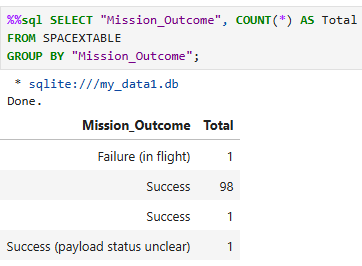 %%sql SELECT "Mission_Outcome", COUNT(*) AS Total
FROM SPACEXTABLE
GROUP BY "Mission_Outcome";
* sqlite:///my_data1.db
Done.
Mission_Outcome Total
Failure (in flight) 1
Success 98
Success 1
Success (payload status unclear) 1